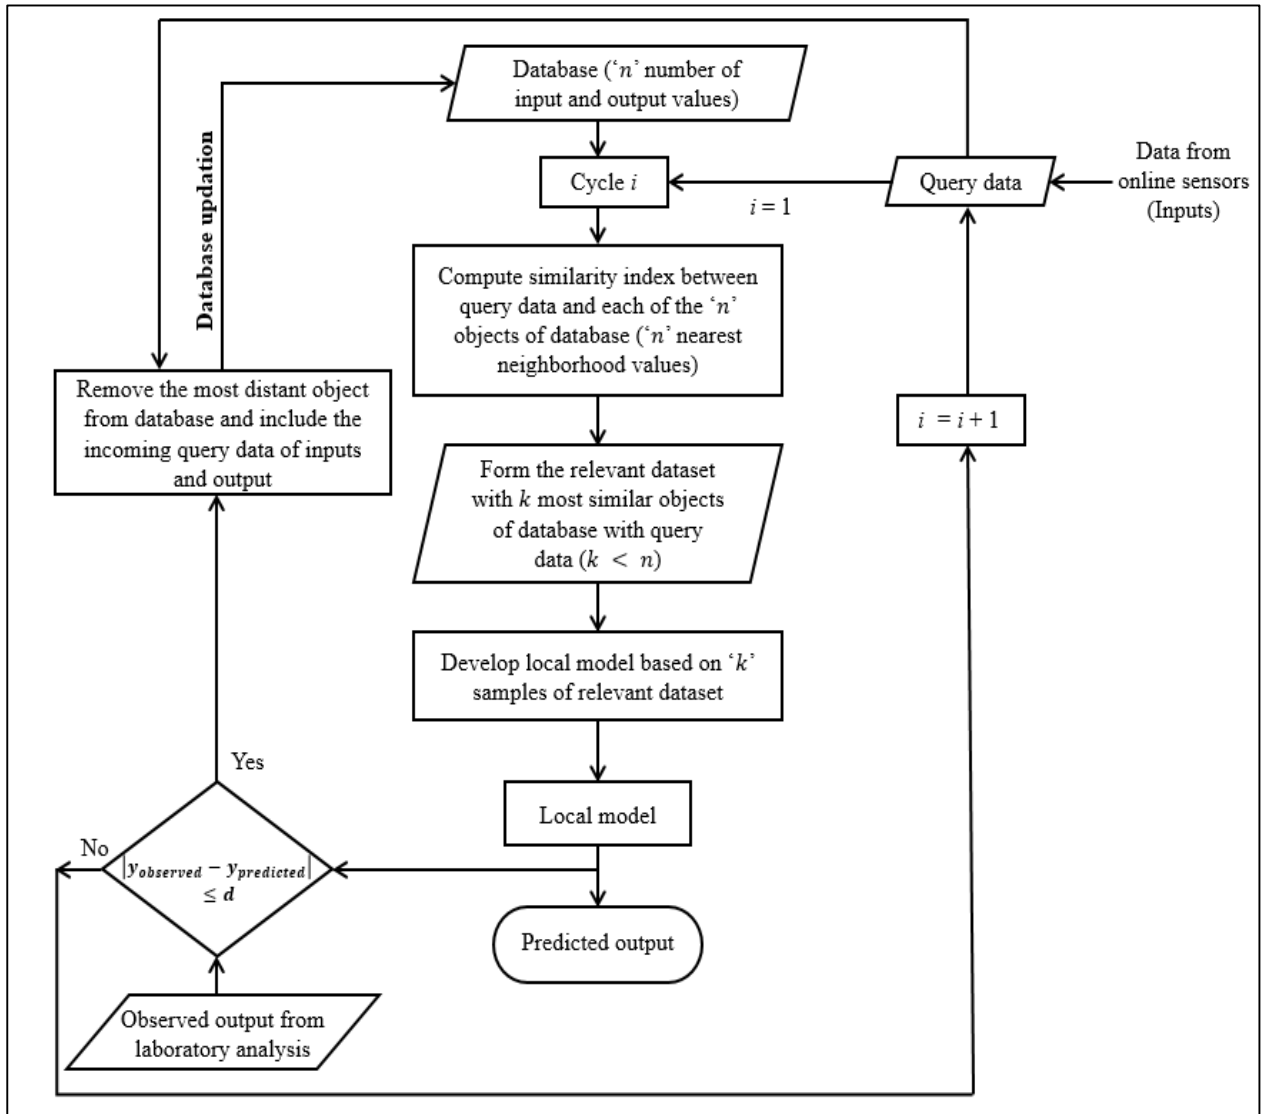 Database (‘n’ number of
input and output values)
Cycle i
i = 1
Query data
Data from
online sensors
(Inputs)
Database updation
Compute similarity index between
query data and each of the ‘n’
objects of database (‘n’ nearest
neighborhood values)
Remove the most distant object
from database and include the
incoming query data of inputs
and output
i = i + 1
Form the relevant dataset
with k most similar objects
of database with query
data (k < n)
Develop local model based on ‘k’
samples of relevant dataset
Yes
Local model
No
|y_observed − y_predicted|
≤ d
Predicted output
Observed output from
laboratory analysis